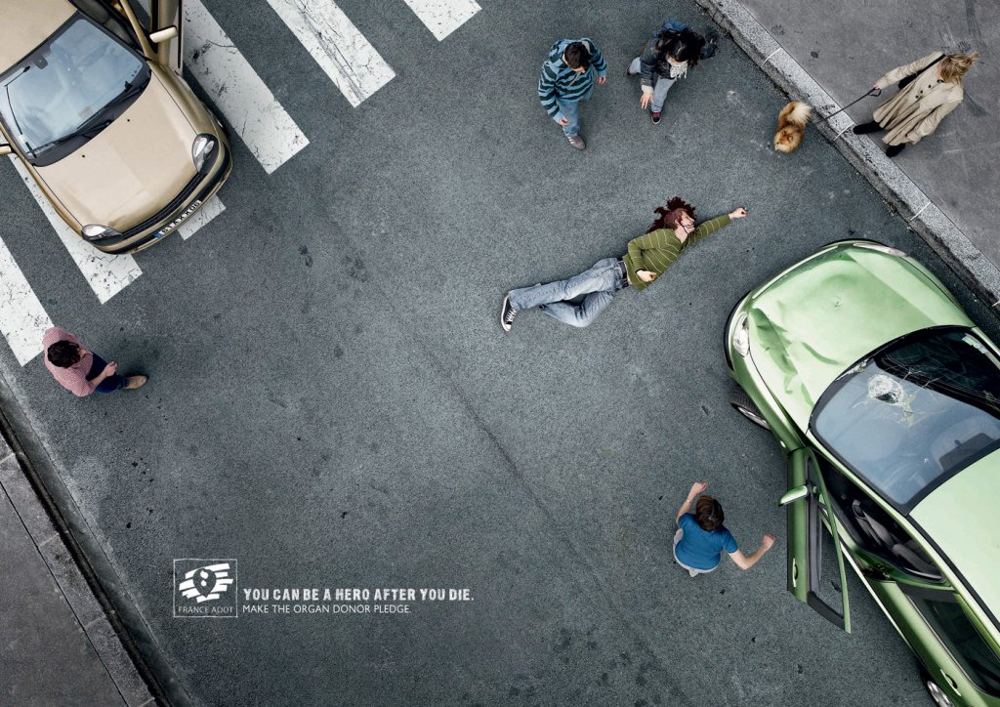 FRANCE ADOT
YOU CAN BE A HERO AFTER YOU DIE.
MAKE THE ORGAN DONOR PLEDGE.